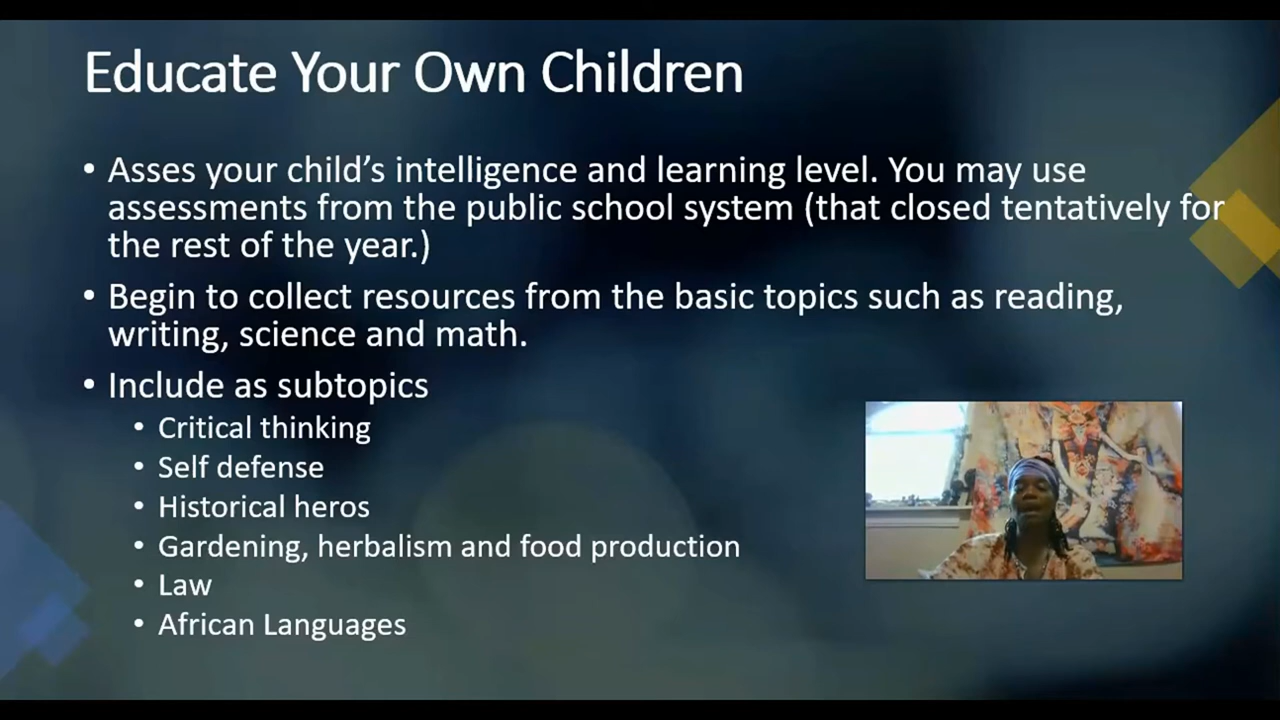 Educate Your Own Children
• Asses your child's intelligence and learning level. You may use
assessments from the public school system (that closed tentatively for
the rest of the year.)
• Begin to collect resources from the basic topics such as reading,
writing, science and math.
• Include as subtopics
• Critical thinking
• Self defense
• Historical heros
• Gardening, herbalism and food production
• Law
• African Languages